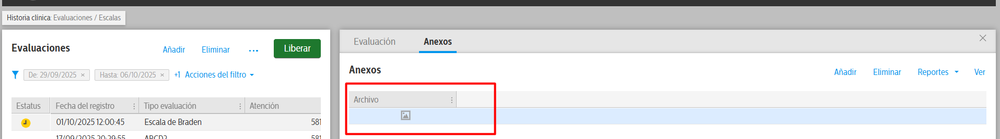 Historia clínica: Evaluaciones / Escalas
Evaluaciones
Añadir
Eliminar
...
Liberar
De: 29/09/2025 ×
Hasta: 06/10/2025 ×
+1
Acciones del filtro
Estatus
Fecha del registro
Tipo evaluación
Atención
01/10/2025 12:00:45
Escala de Braden
581
17/09/2025 20:29:55
ABCD2
581
Evaluación
Anexos
Anexos
Añadir
Eliminar
Reportes
Ver
Archivo